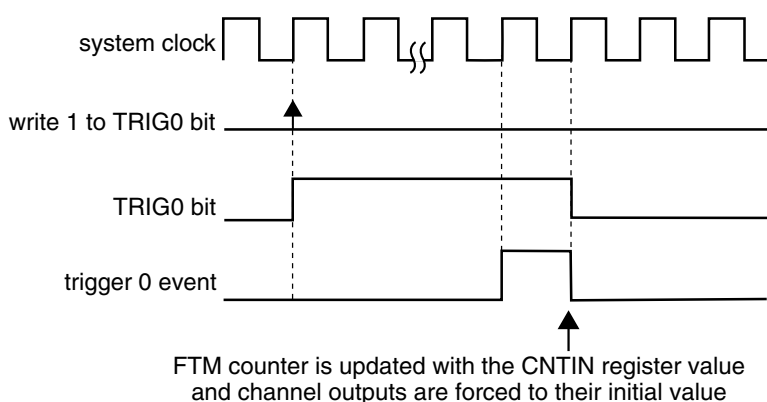 system clock
write 1 to TRIG0 bit
TRIG0 bit
trigger 0 event
FTM counter is updated with the CNTIN register value
and channel outputs are forced to their initial value